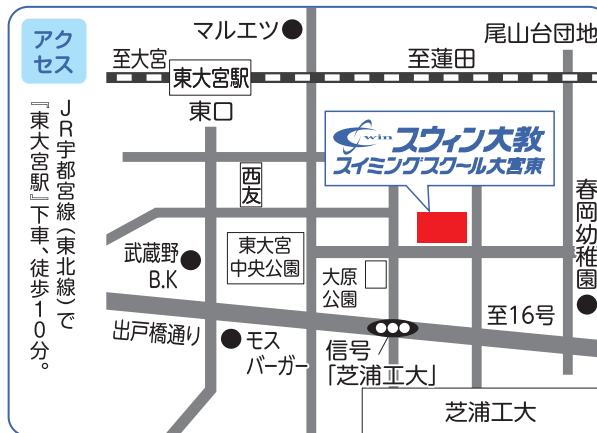 アク
セス
JR宇都宮線(東北線)で
『東大宮駅』下車、徒歩10分。
マルエツ
尾山台団地
至大宮
至蓮田
東大宮駅
東口
win
スウィン大教
スイミングスクール大宮東
西友
春岡幼稚園
武蔵野
B.K
東大宮
中央公園
大原
公園
出戸橋通り
至16号
モス
バーガー
信号
「芝浦工大」
芝浦工大